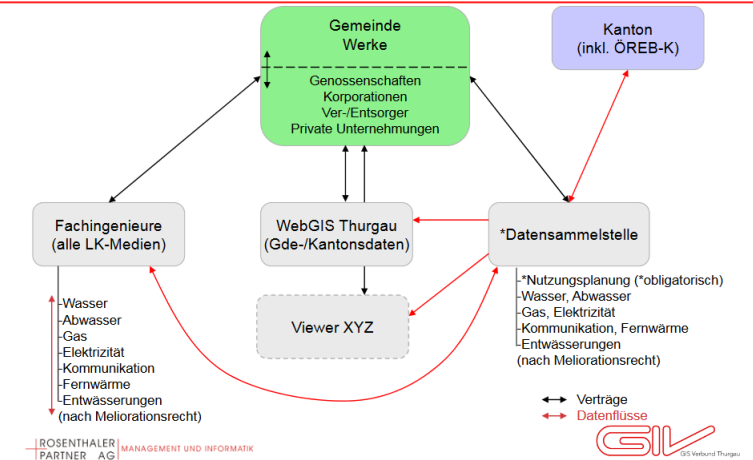 Gemeinde
Werke
Genossenschaften
Korporationen
Ver-/Entsorger
Private Unternehmungen
Kanton
(inkl. ÖREB-K)
Fachingenieure
(alle LK-Medien)
WebGIS Thurgau
(Gde-/Kantonsdaten)
*Datensammelstelle
-Wasser
-Abwasser
-Gas
-Elektrizität
-Kommunikation
-Fernwärme
-Entwässerungen
(nach Meliorationsrecht)
Viewer XYZ
-*Nutzungsplanung (*obligatorisch)
-Wasser, Abwasser
-Gas, Elektrizität
-Kommunikation, Fernwärme
-Entwässerungen
(nach Meliorationsrecht)
Verträge
Datenflüsse
ROSENTHALER
PARTNER AG
MANAGEMENT UND INFORMATIK
GIV
GIS Verbund Thurgau